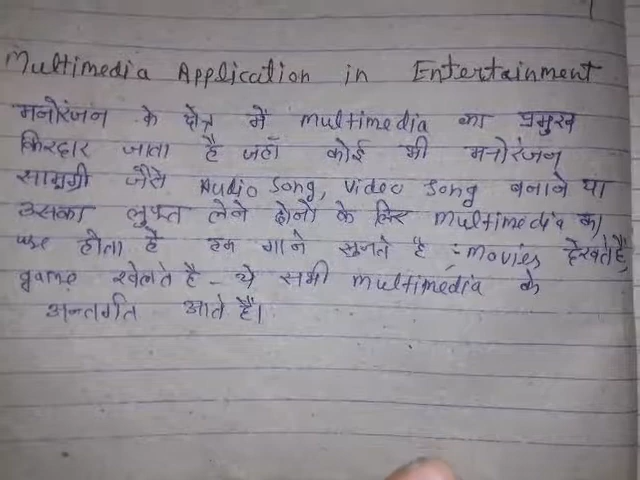 Multimedia Application in Entertainment
मनोरंजन के क्षेत्र में multimedia का प्रमुख
किरदार जाता है जहाँ कोई भी मनोरंजन
सामग्री जैसे Audio song, video song बनाने या
उसका लुफ्त लेने दोनो के लिए multimedia का
use होता है हम गाने सुनते है - movies देखते है,
game खेलते है - ये सभी multimedia के
अन्तर्गत आते हैं।